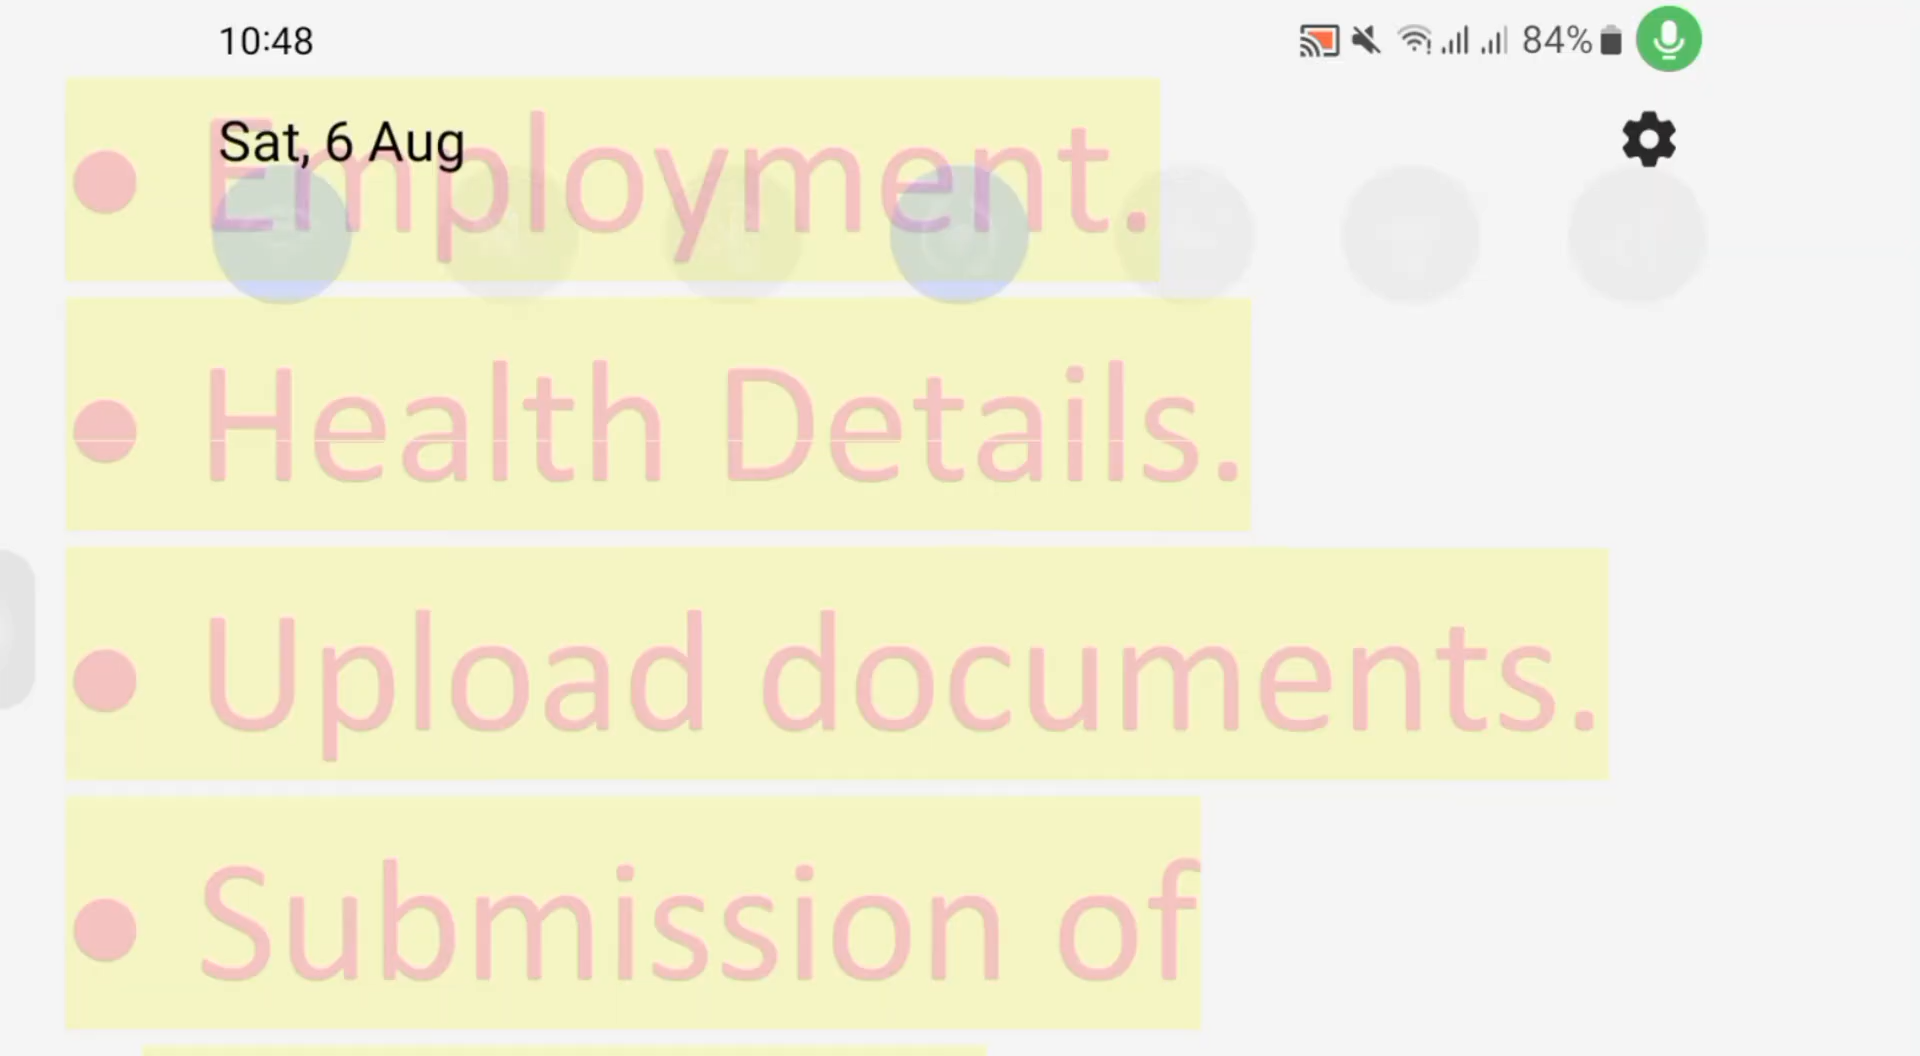 10:48
84%
Sat, 6 Aug
• Employment.
• Health Details.
• Upload documents.
• Submission of